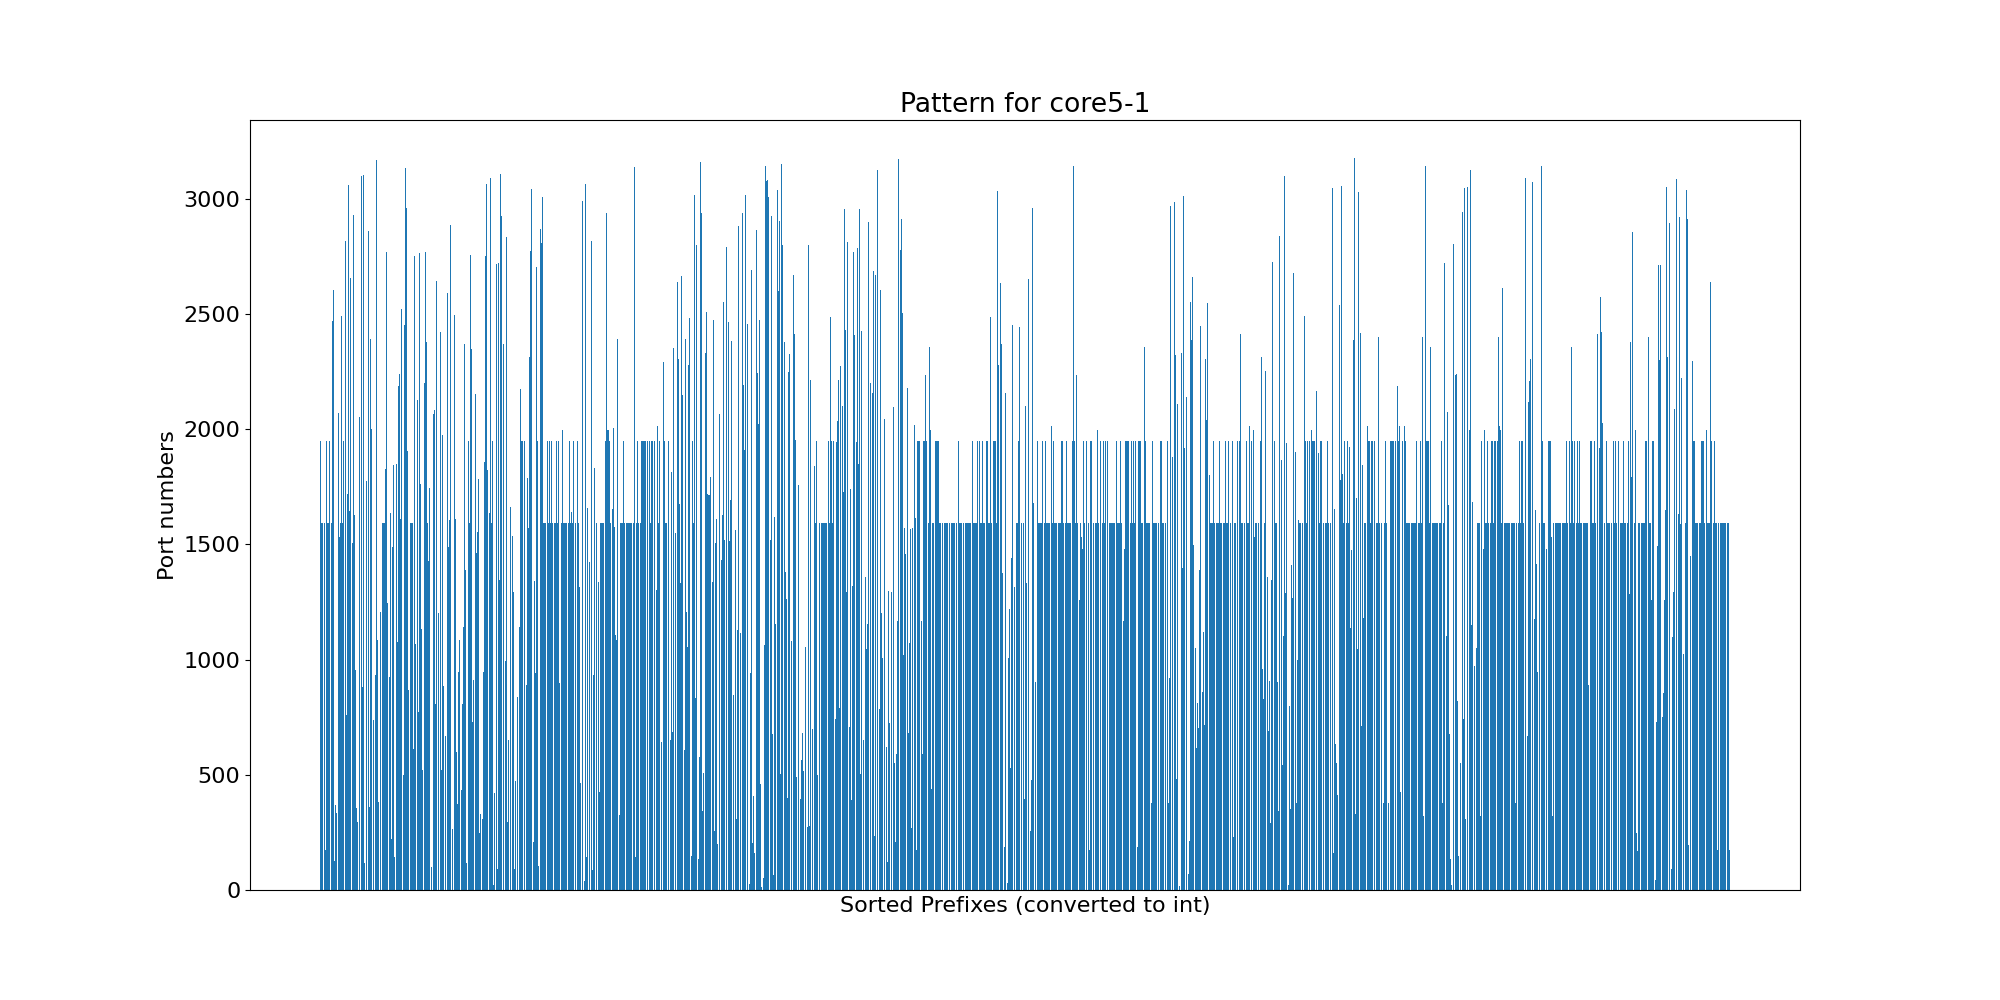 Pattern for core5-1
Port numbers
3000
2500
2000
1500
1000
500
0
Sorted Prefixes (converted to int)